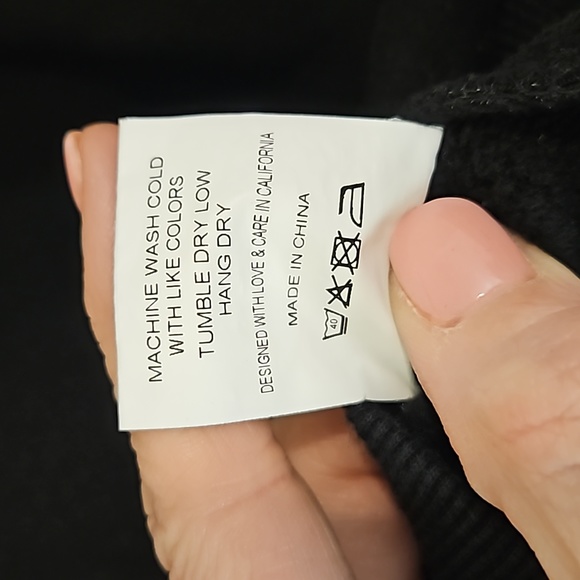 MACHINE WASH COLD
WITH LIKE COLORS
TUMBLE DRY LOW
HANG DRY
DESIGNED WITH LOVE & CARE IN CALIFORNIA
MADE IN CHINA
40